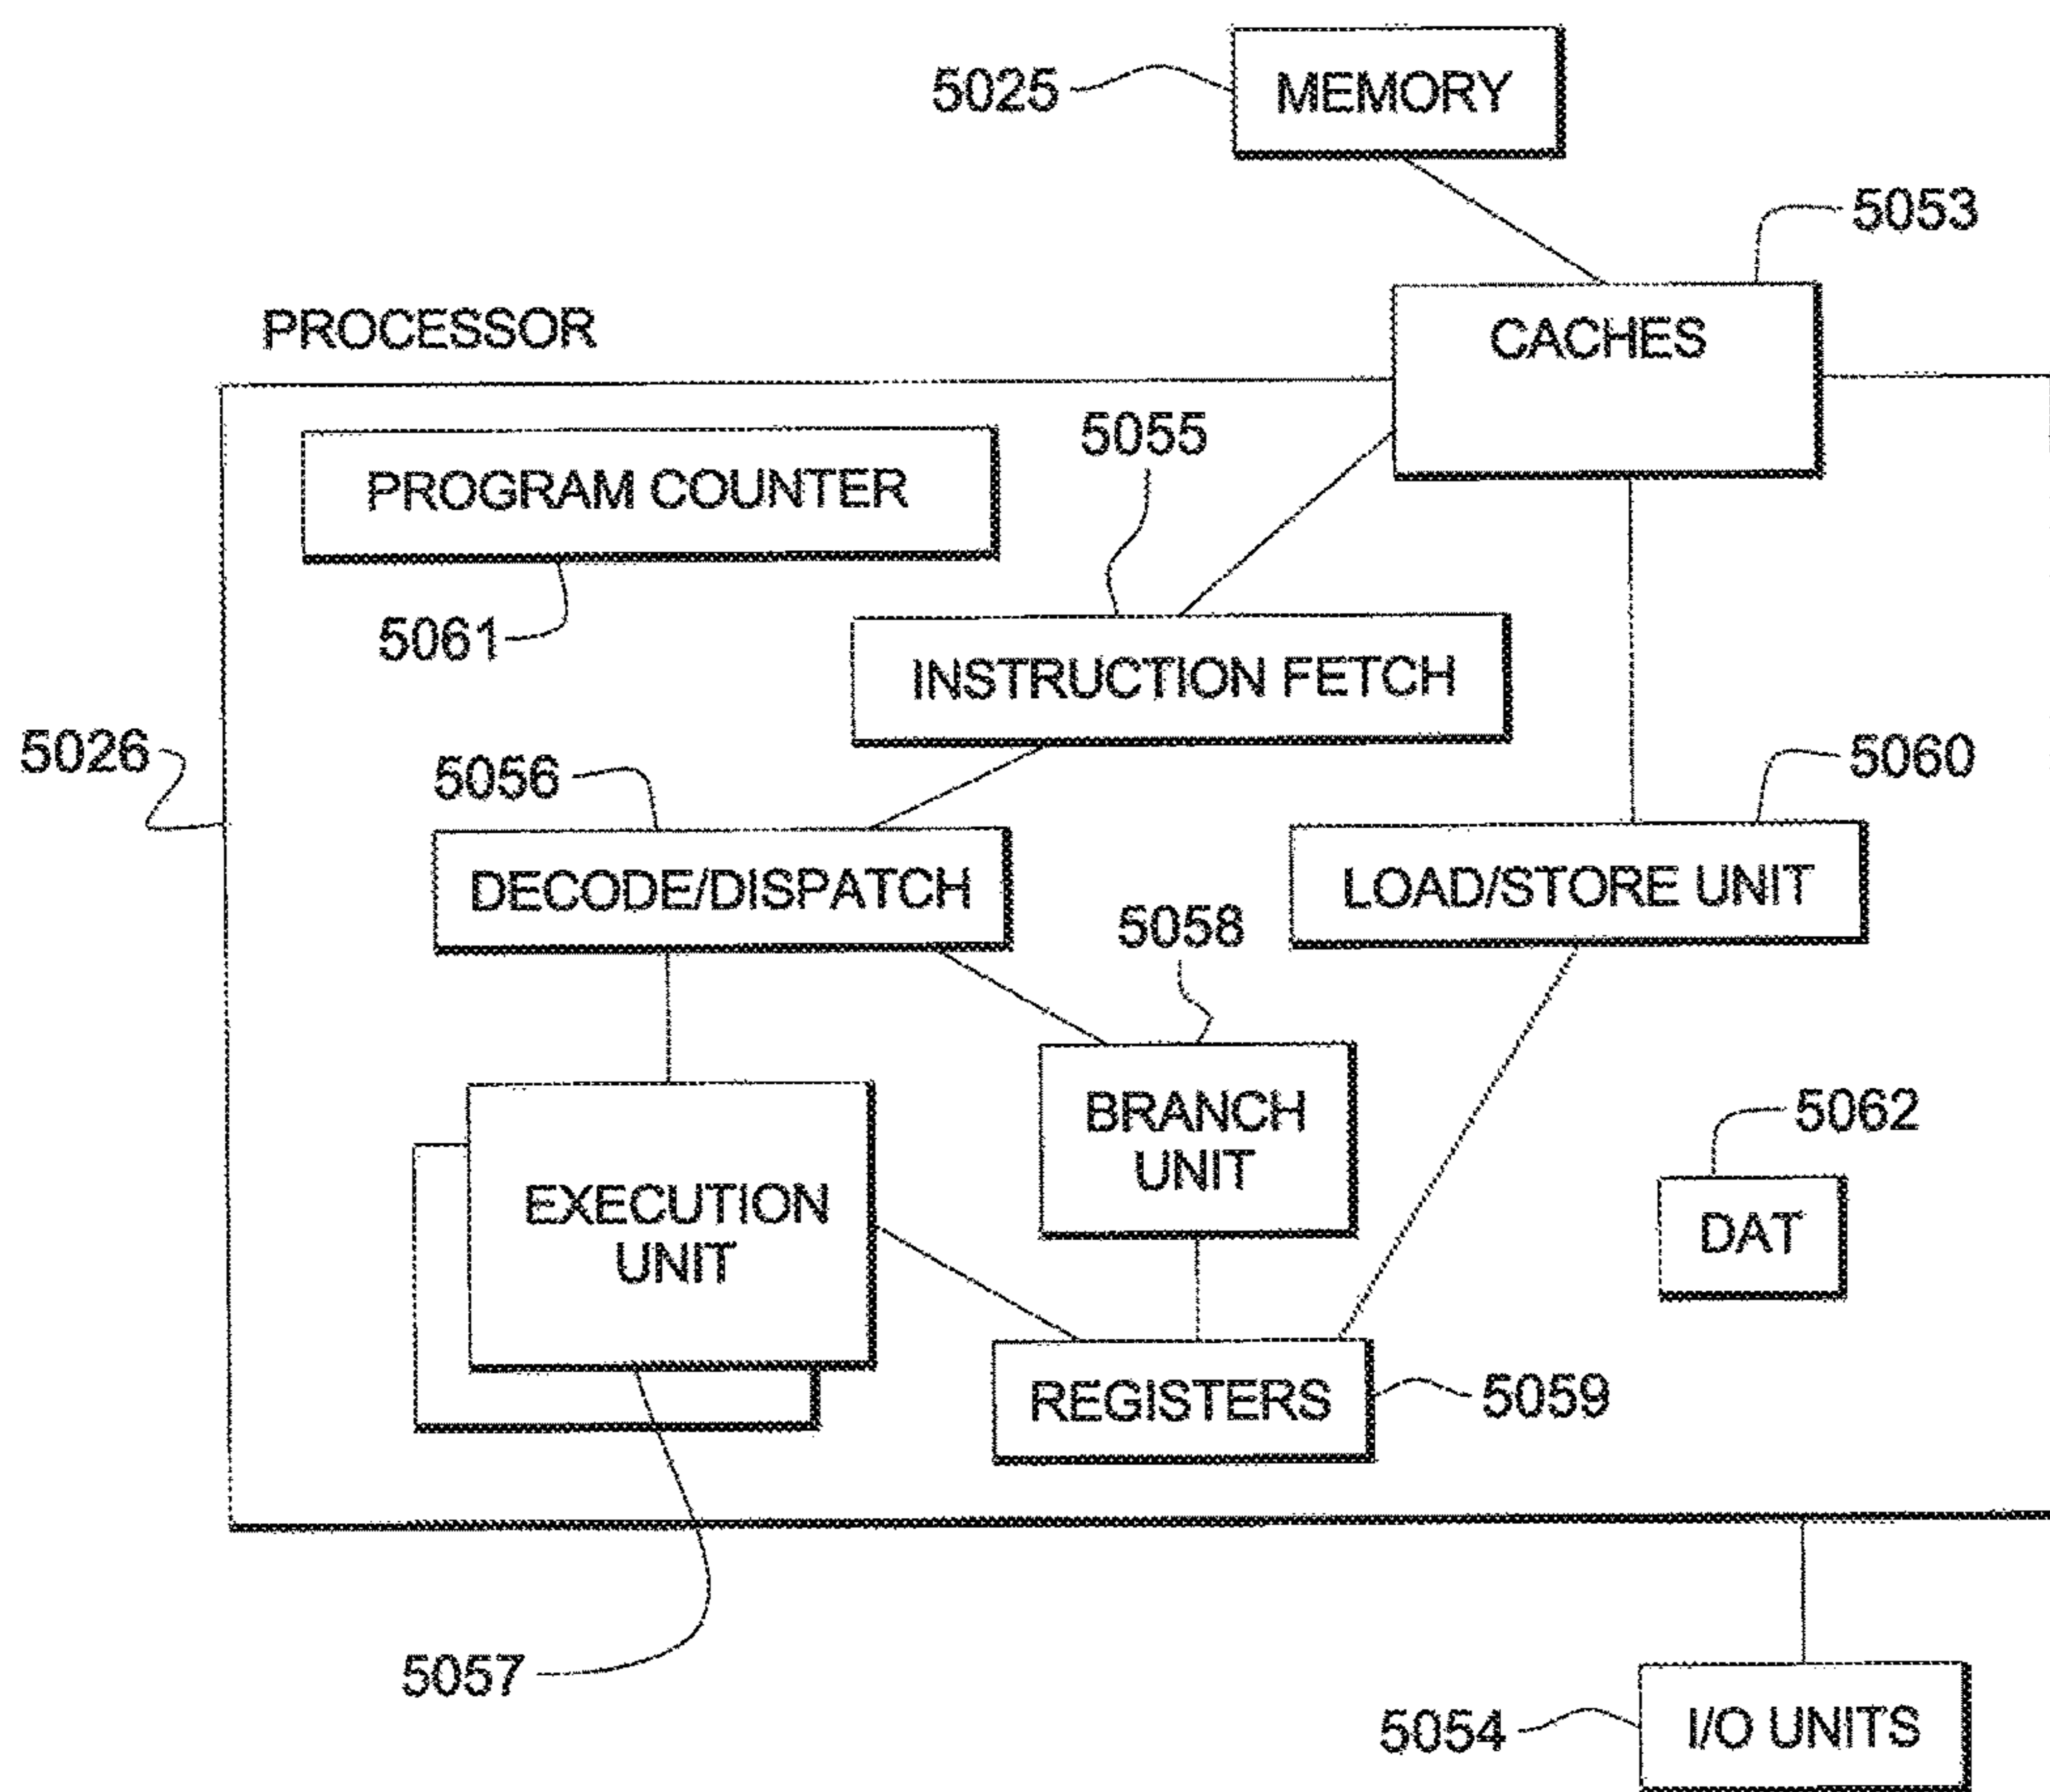 MEMORY
5025
5053
CACHES
PROCESSOR
PROGRAM COUNTER
5055
5061
INSTRUCTION FETCH
5026
5056
5060
DECODE/DISPATCH
LOAD/STORE UNIT
5058
BRANCH
UNIT
5062
DAT
EXECUTION
UNIT
REGISTERS
5059
5057
5054
I/O UNITS